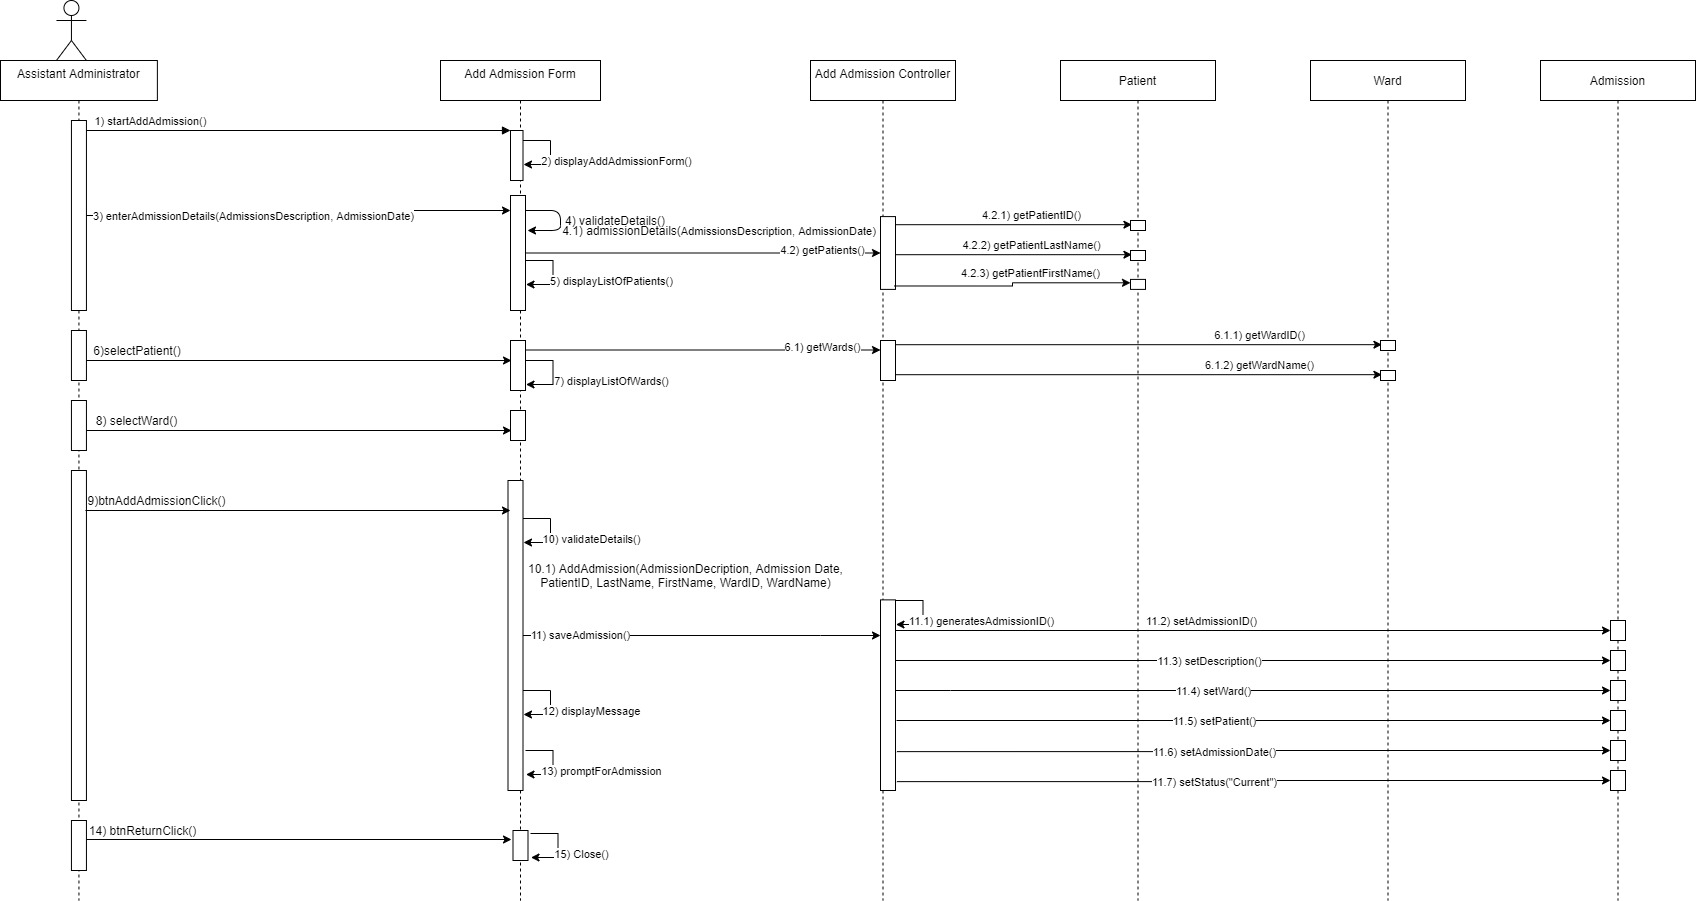 Assistant Administrator
Add Admission Form
Add Admission Controller
Patient
Ward
Admission
1) startAddAdmission()
2) displayAddAdmissionForm()
3) enterAdmissionDetails(AdmissionsDescription, AdmissionDate)
4) validateDetails()
4.1) admissionDetails(AdmissionsDescription, AdmissionDate)
4.2) getPatients()
4.2.1) getPatientID()
4.2.2) getPatientLastName()
4.2.3) getPatientFirstName()
5) displayListOfPatients()
6)selectPatient()
6.1) getWards()
6.1.1) getWardID()
6.1.2) getWardName()
7) displayListOfWards()
8) selectWard()
9)btnAddAdmissionClick()
10) validateDetails()
10.1) AddAdmission(AdmissionDecription, Admission Date,
PatientID, LastName, FirstName, WardID, WardName)
11) saveAdmission()
11.1) generatesAdmissionID()
11.2) setAdmissionID()
11.3) setDescription()
11.4) setWard()
11.5) setPatient()
11.6) setAdmissionDate()
11.7) setStatus("Current")
12) displayMessage
13) promptForAdmission
14) btnReturnClick()
15) Close()